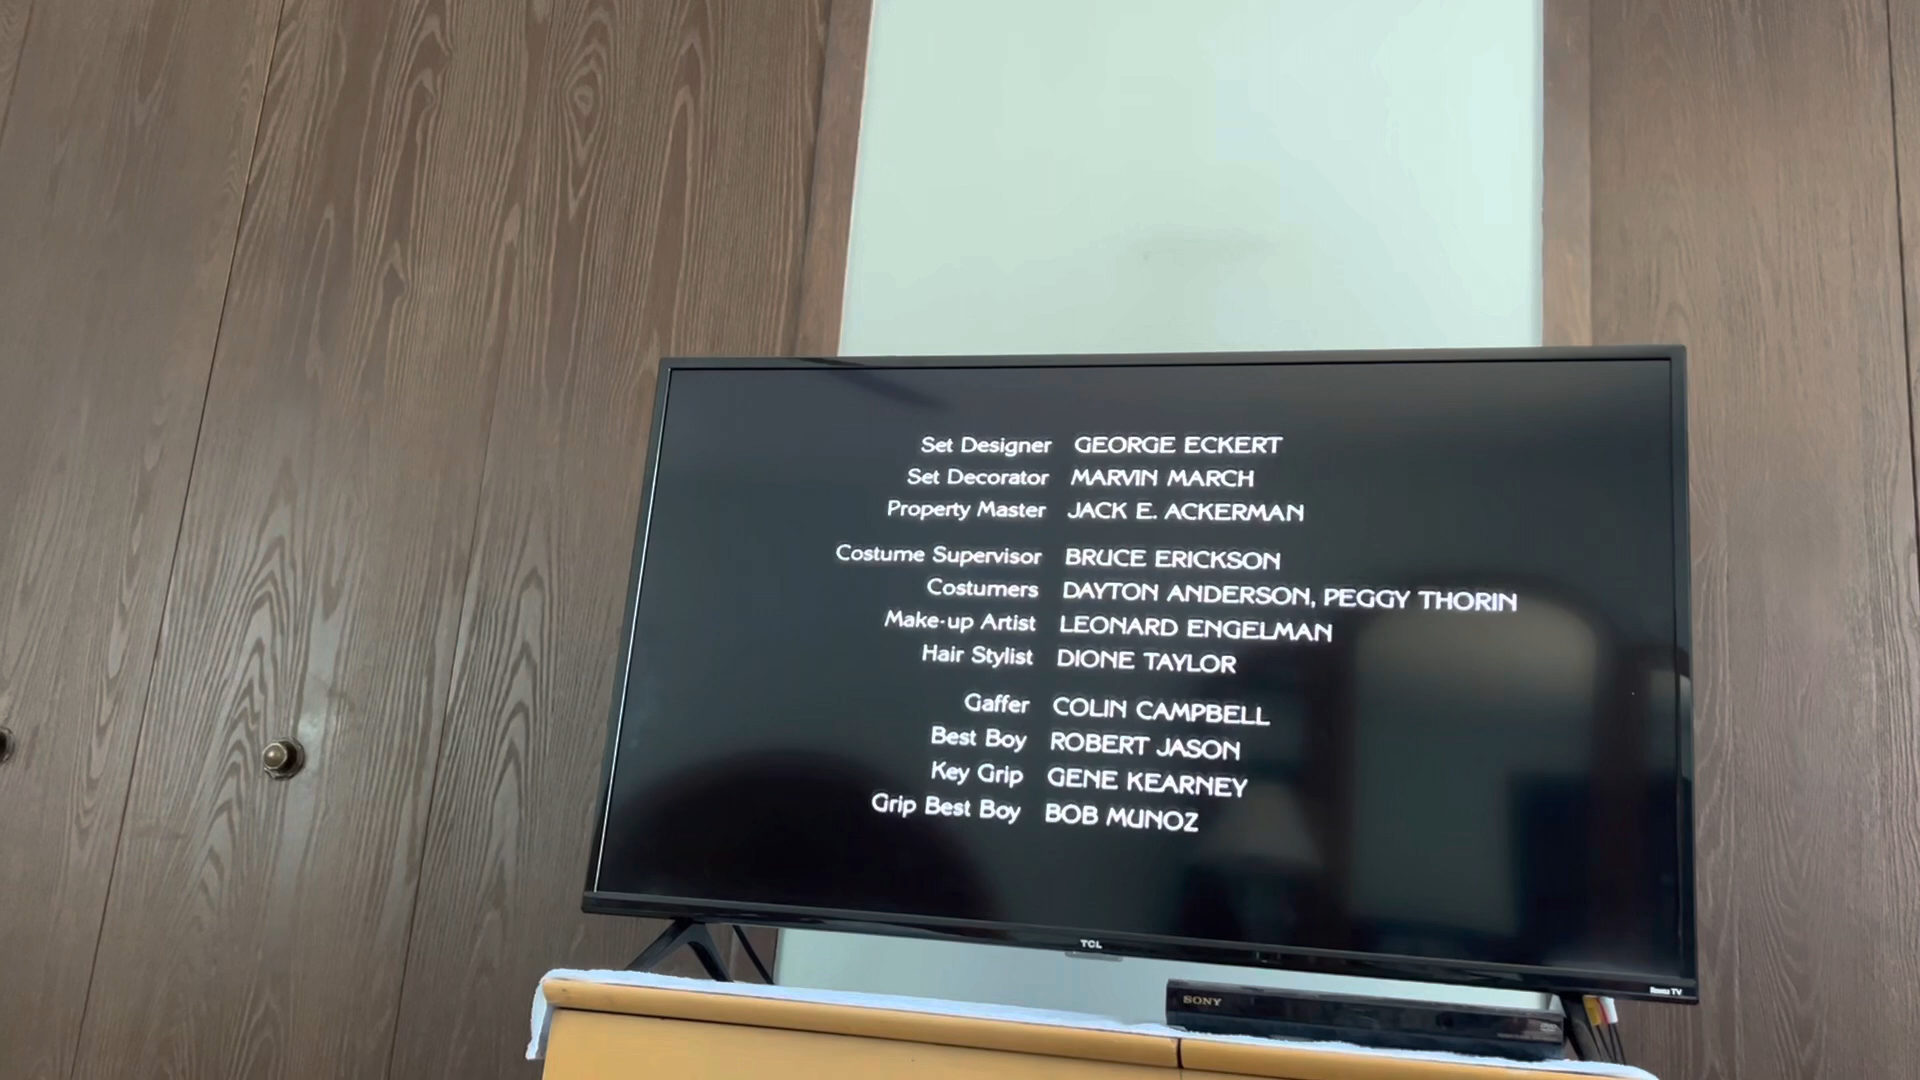 Set Designer GEORGE ECKERT
Set Decorator MARVIN MARCH
Property Master JACK E. ACKERMAN
Costume Supervisor BRUCE ERICKSON
Costumers DAYTON ANDERSON, PEGGY THORIN
Make-up Artist LEONARD ENGELMAN
Hair Stylist DIONE TAYLOR
Gaffer COLIN CAMPBELL
Best Boy ROBERT JASON
Key Grip GENE KEARNEY
Grip Best Boy BOB MUNOZ
TCL
Roku TV
SONY